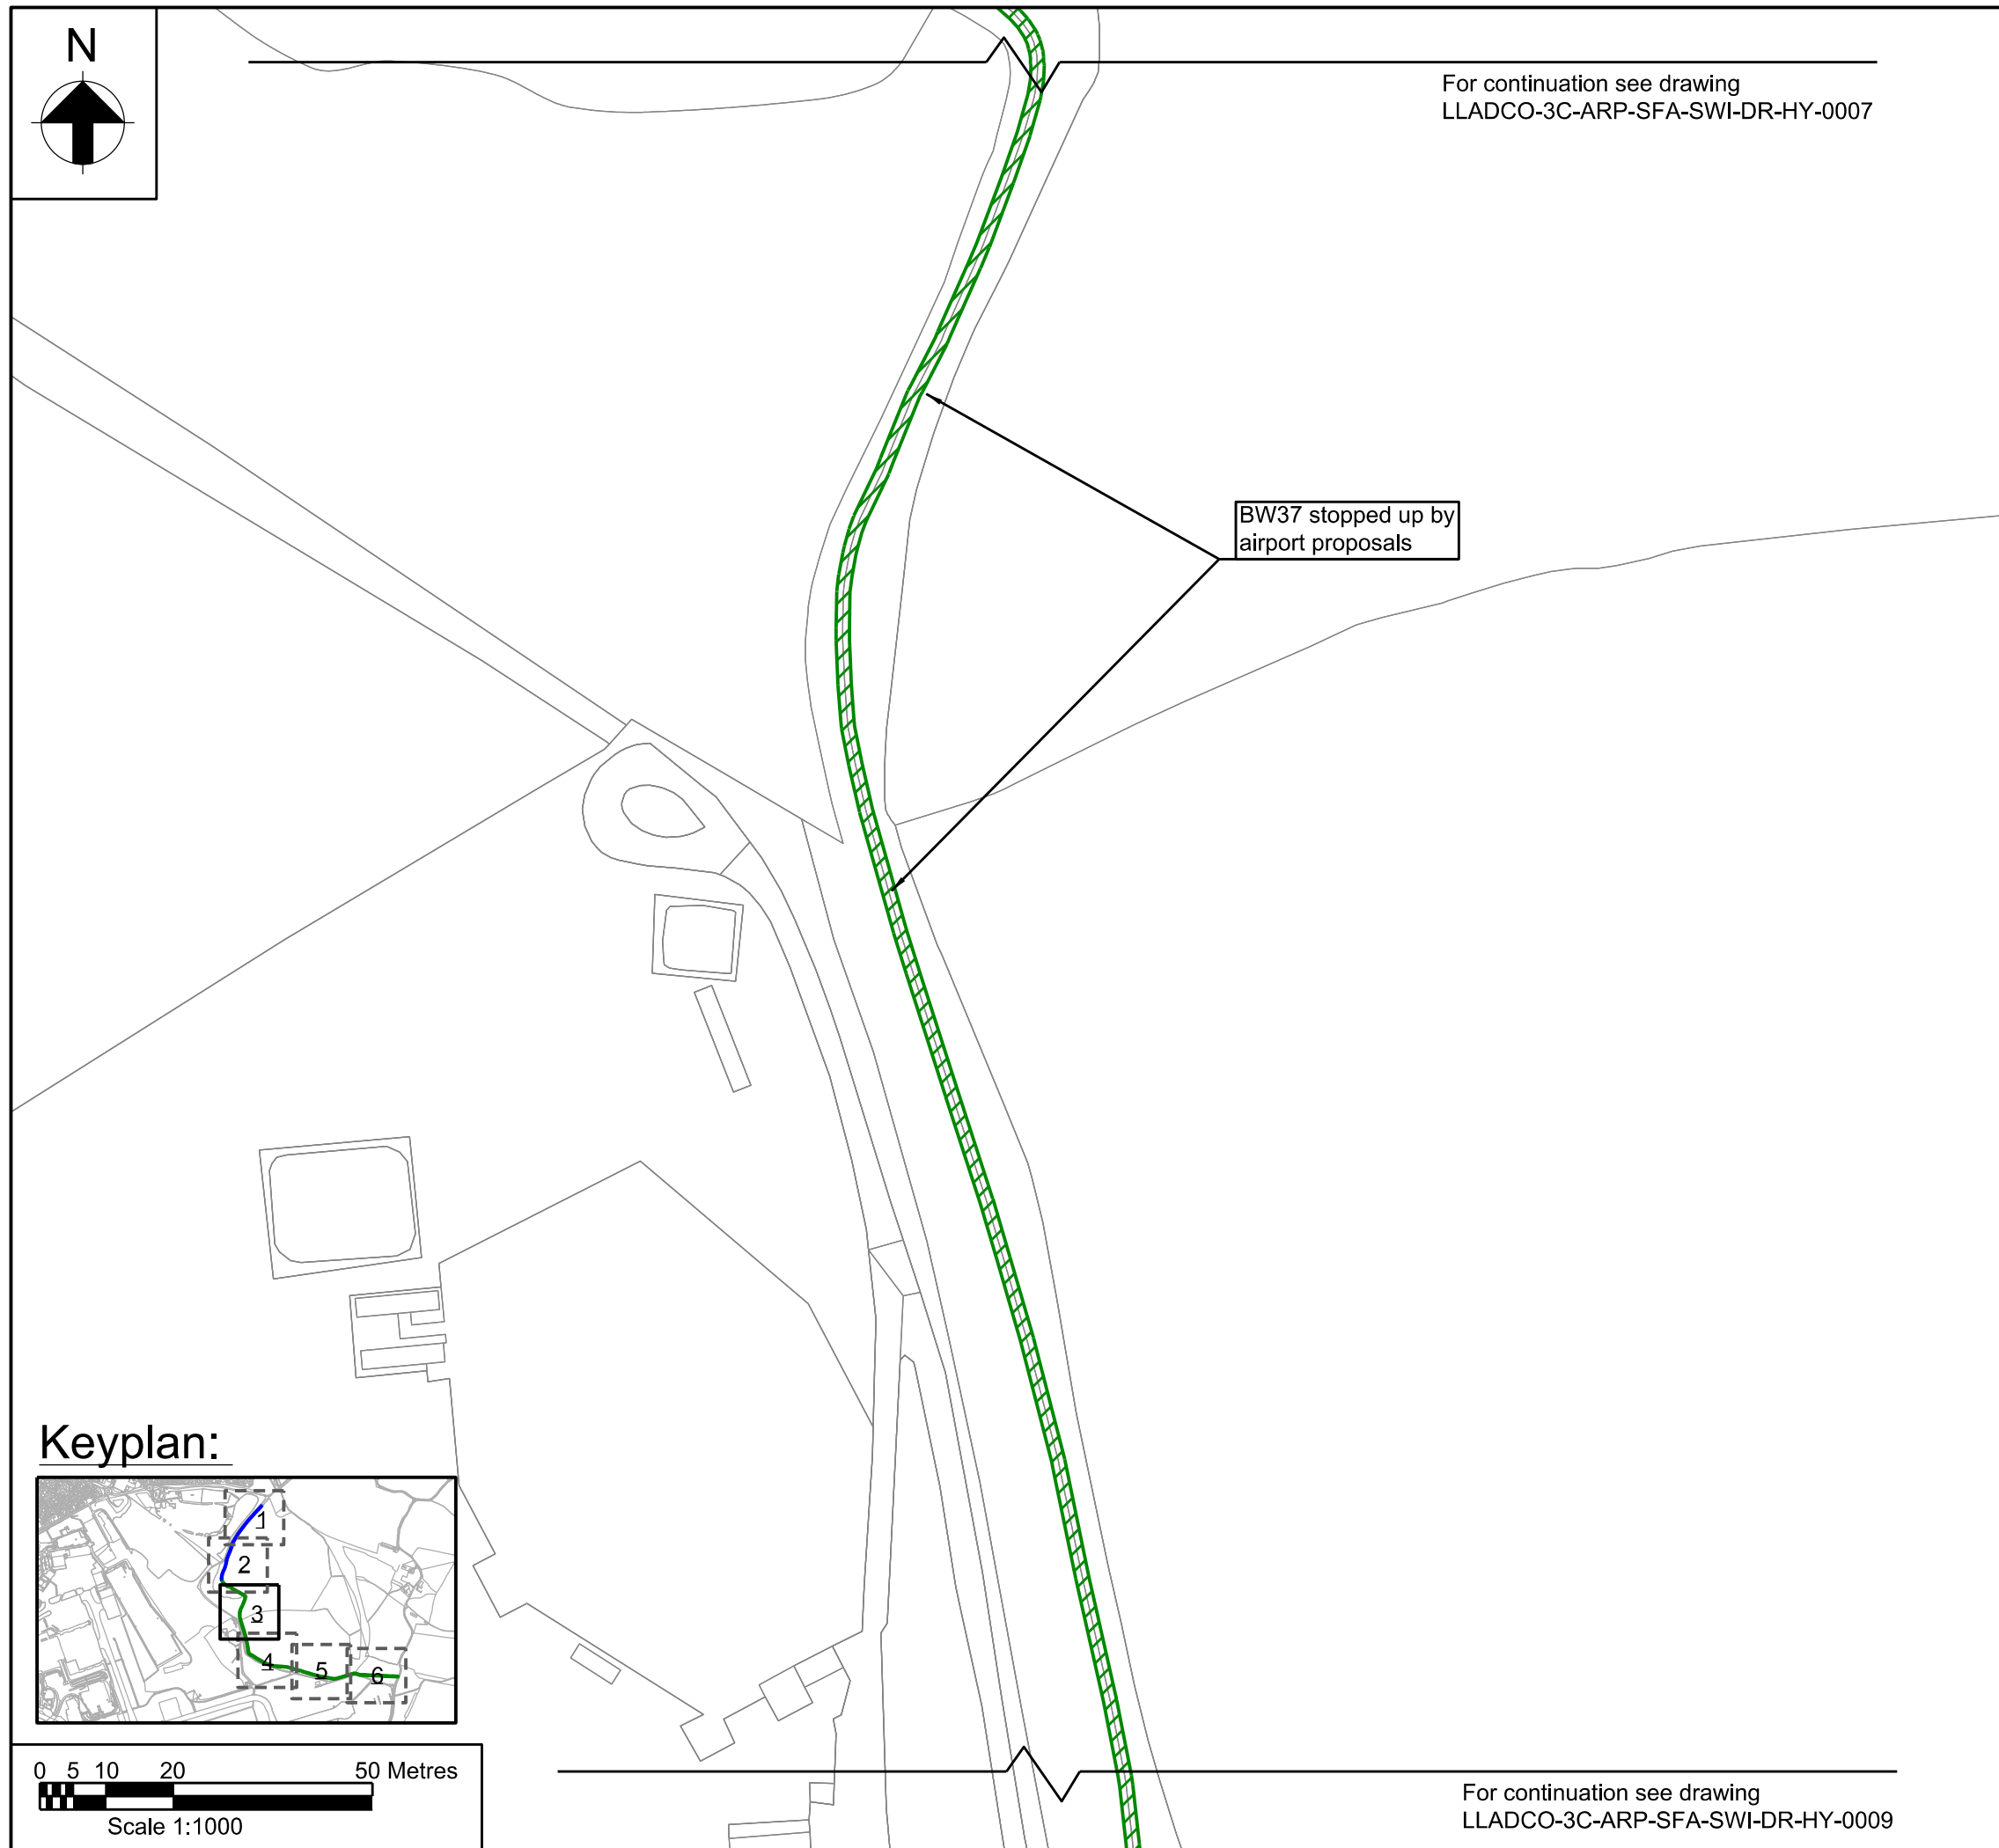 N
For continuation see drawing
LLADCO-3C-ARP-SFA-SWI-DR-HY-0007
BW37 stopped up by
airport proposals
Keyplan:
1
2
3
4
5
6
0 5 10 20 50 Metres
Scale 1:1000
For continuation see drawing
LLADCO-3C-ARP-SFA-SWI-DR-HY-0009